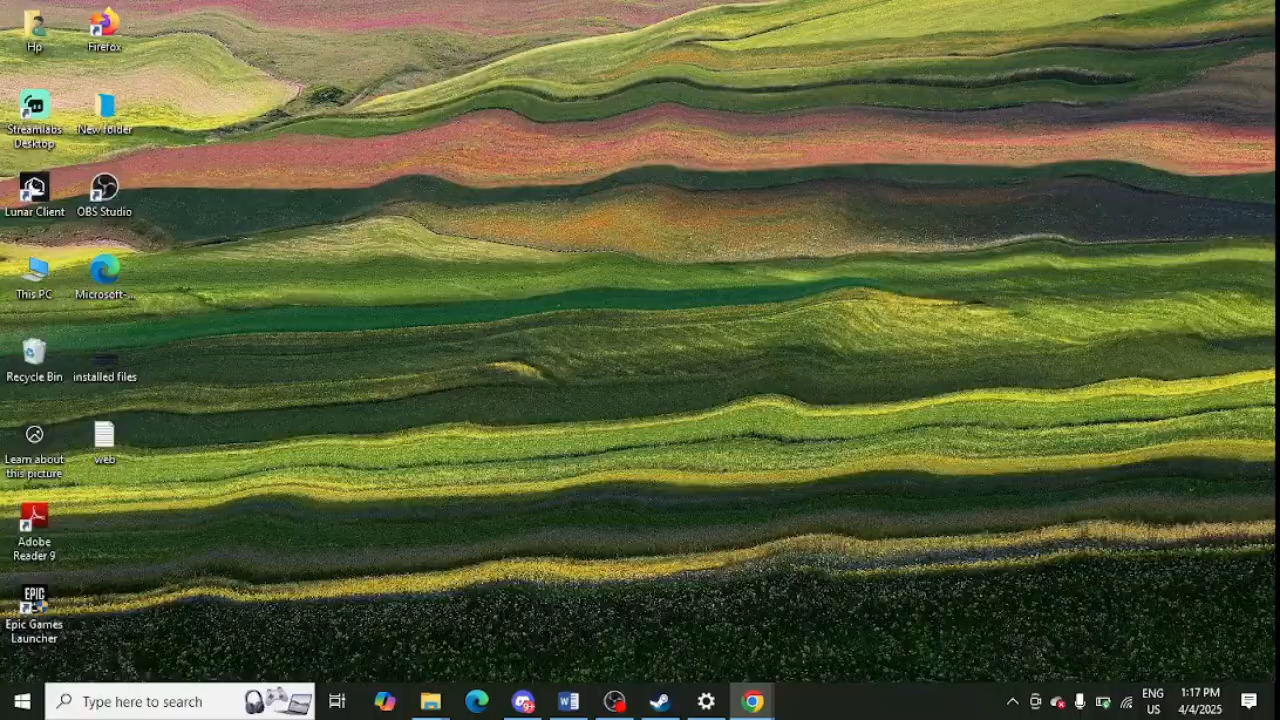 Hp
Firefox
Streamlabs
Desktop
New folder
Lunar Client
OBS Studio
This PC
Microsoft-...
Recycle Bin
installed files
Learn about
this picture
web
Adobe
Reader 9
EPIC
Epic Games
Launcher
Type here to search
9+
ENG
US
1:17 PM
4/4/2025